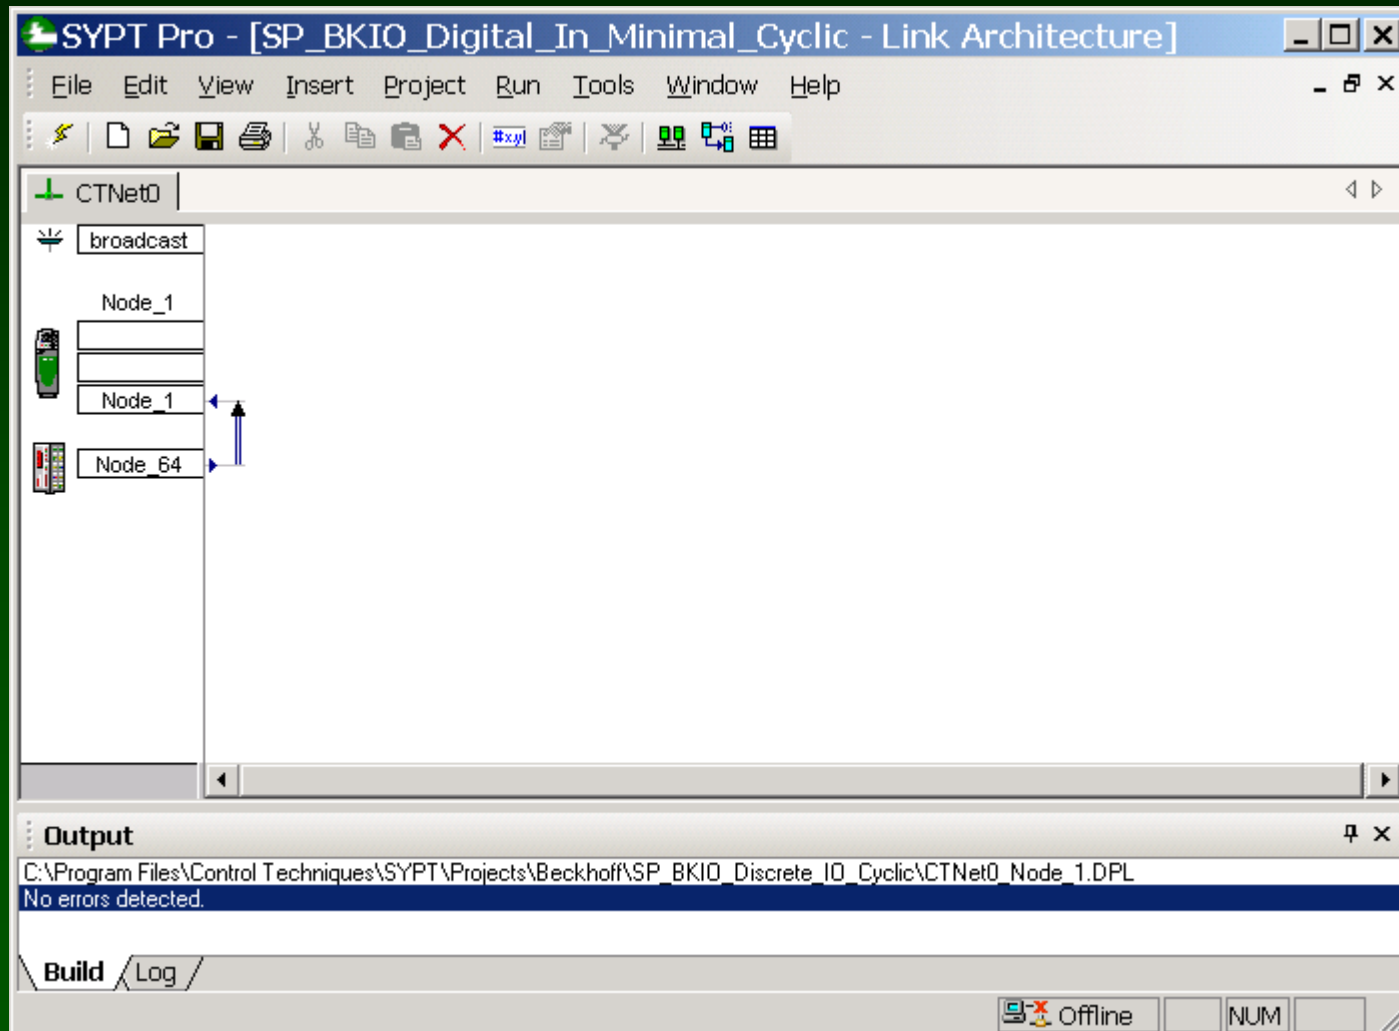 SYPT Pro - [SP_BKIO_Digital_In_Minimal_Cyclic - Link Architecture]
File Edit View Insert Project Run Tools Window Help
#xyl
CTNet0
broadcast
Node_1
Node_1
Node_64
Output
C:\Program Files\Control Techniques\SYPT\Projects\Beckhoff\SP_BKIO_Discrete_IO_Cyclic\CTNet0_Node_1.DPL
No errors detected.
Build Log
Offline NUM